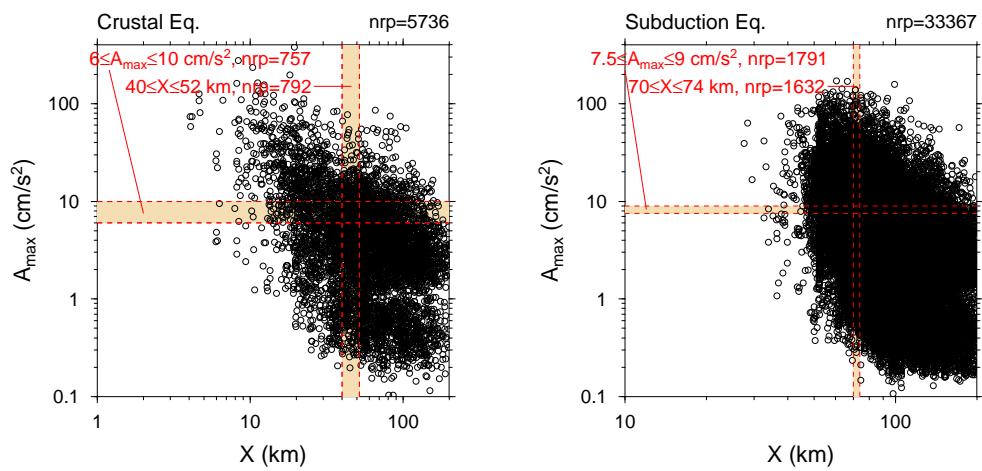 Crustal Eq. nrp=5736
6≤Amax≤10 cm/s², nrp=757
40≤X≤52 km, nrp=792
100
10
1
0.1
Amax (cm/s²)
1 10 100
X (km)
Subduction Eq. nrp=33367
7.5≤Amax≤9 cm/s², nrp=1791
70≤X≤74 km, nrp=1632
100
10
1
0.1
Amax (cm/s²)
10 100
X (km)